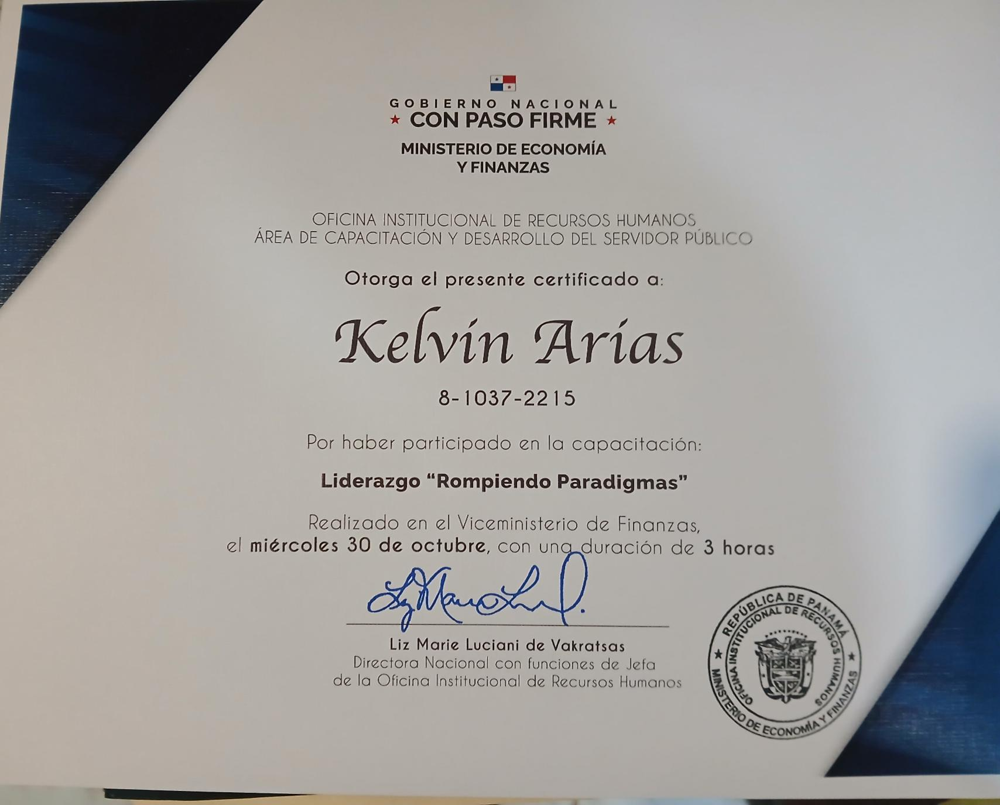 GOBIERNO NACIONAL
CON PASO FIRME
MINISTERIO DE ECONOMÍA
Y FINANZAS
OFICINA INSTITUCIONAL DE RECURSOS HUMANOS
ÁREA DE CAPACITACIÓN Y DESARROLLO DEL SERVIDOR PÚBLICO
Otorga el presente certificado a:
Kelvin Arias
8-1037-2215
Por haber participado en la capacitación:
Liderazgo “Rompiendo Paradigmas”
Realizado en el Viceministerio de Finanzas,
el miércoles 30 de octubre, con una duración de 3 horas
Liz Marie Luciani de Vakratsas
Directora Nacional con funciones de Jefa
de la Oficina Institucional de Recursos Humanos
REPÚBLICA DE PANAMÁ
OFICINA INSTITUCIONAL DE RECURSOS HUMANOS
MINISTERIO DE ECONOMÍA Y FINANZAS